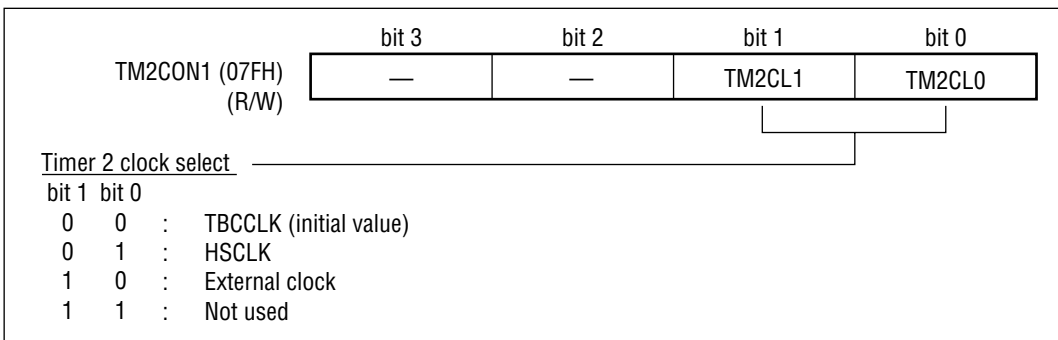 bit 3 bit 2 bit 1 bit 0
TM2CON1 (07FH) — — TM2CL1 TM2CL0
(R/W)
Timer 2 clock select
bit 1 bit 0
0 0 : TBCCLK (initial value)
0 1 : HSCLK
1 0 : External clock
1 1 : Not used